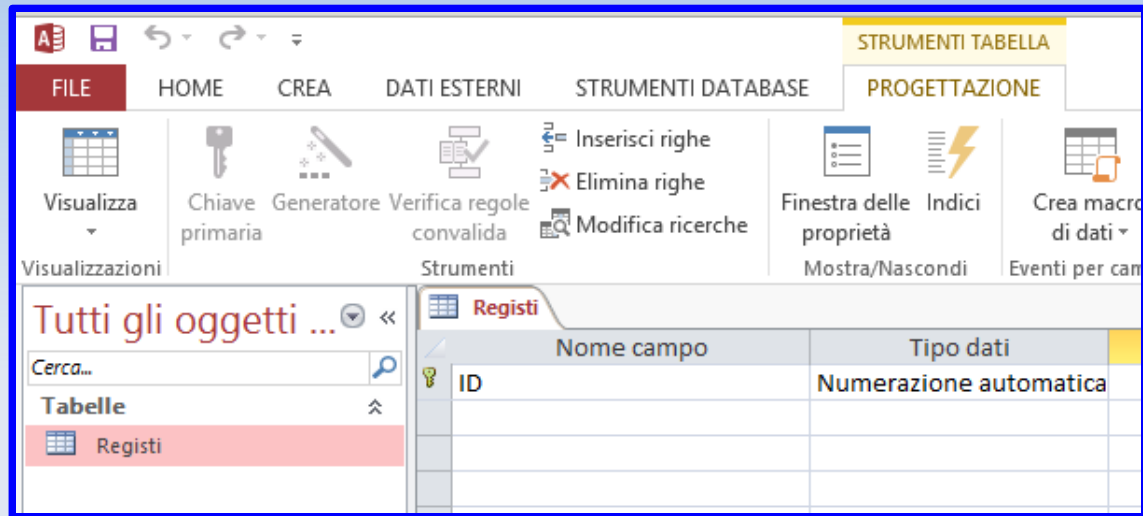 STRUMENTI TABELLA
FILE HOME CREA DATI ESTERNI STRUMENTI DATABASE PROGETTAZIONE
Visualizza
Chiave primaria
Generatore
Verifica regole convalida
Inserisci righe
Elimina righe
Modifica ricerche
Finestra delle proprietà
Indici
Crea macro di dati
Visualizzazioni Strumenti Mostra/Nascondi Eventi per cam
Tutti gli oggetti ...
Cerca...
Tabelle
Registi
Registi
Nome campo Tipo dati
ID Numerazione automatica